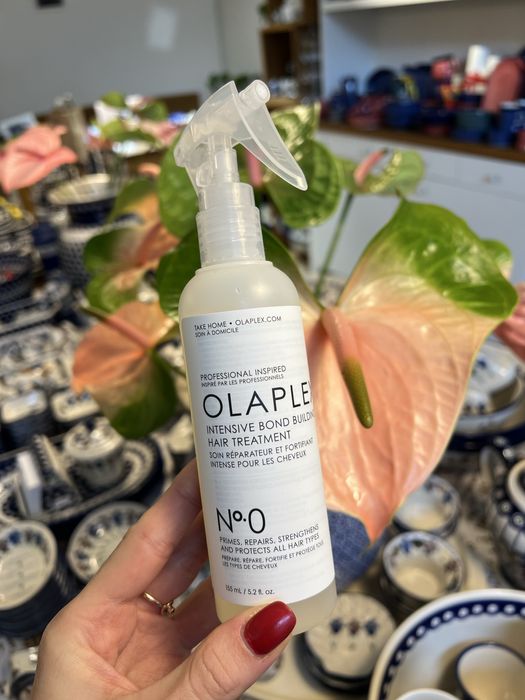 TAKE HOME • OLAPLEX.COM
SOIN À DOMICILE
PROFESSIONAL INSPIRED
INSPIRÉ PAR LES PROFESSIONNELS
OLAPLEX
INTENSIVE BOND BUILDING
HAIR TREATMENT
SOIN RÉPARATEUR ET FORTIFIANT
INTENSE POUR LES CHEVEUX
Nº.0
PRIMES, REPAIRS, STRENGTHENS
AND PROTECTS ALL HAIR TYPES
PRÉPARE, RÉPARE, FORTIFIE ET PROTÈGE TOUS
LES TYPES DE CHEVEUX
155 mL / 5.2 fl. oz.